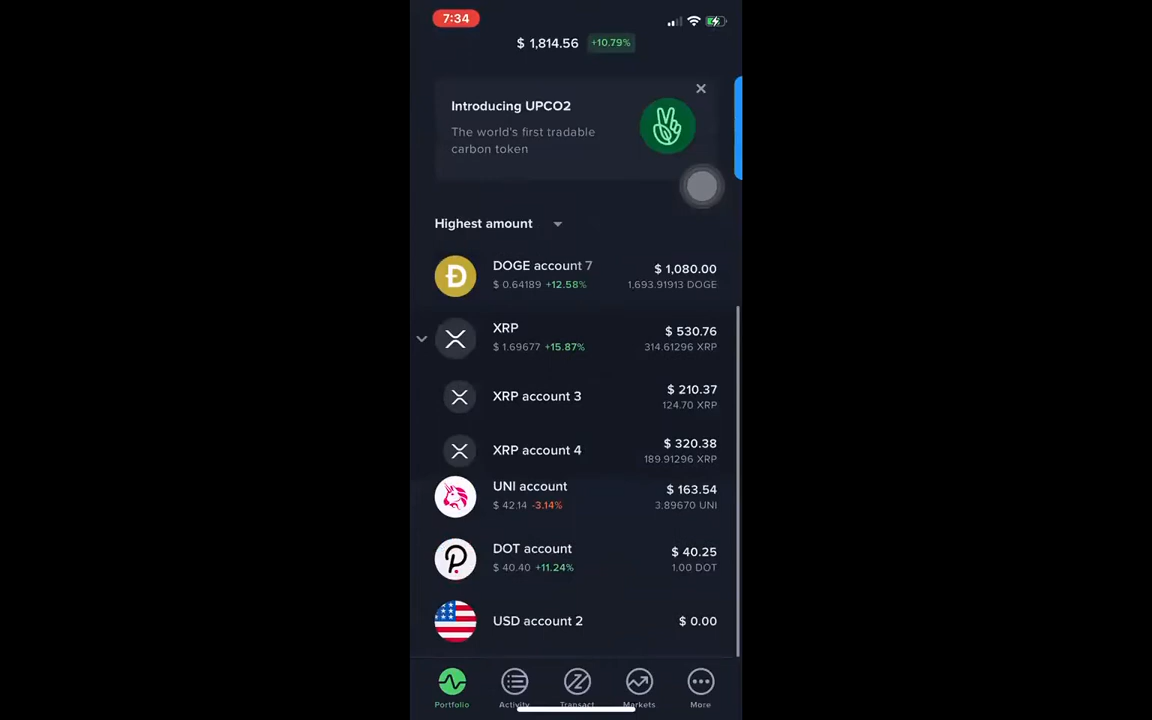 7:34
$ 1,814.56 +10.79%
Introducing UPCO2
The world's first tradable
carbon token
Highest amount
DOGE account 7
$ 1,080.00
$ 0.64189 +12.58%
1,693.91913 DOGE
XRP
$ 530.76
$ 1.69677 +15.87%
314.61296 XRP
XRP account 3
$ 210.37
124.70 XRP
XRP account 4
$ 320.38
189.91296 XRP
UNI account
$ 163.54
$ 42.14 -3.14%
3.89670 UNI
DOT account
$ 40.25
$ 40.40 +11.24%
1.00 DOT
USD account 2
$ 0.00
Portfolio
Activity
Transact
Markets
More